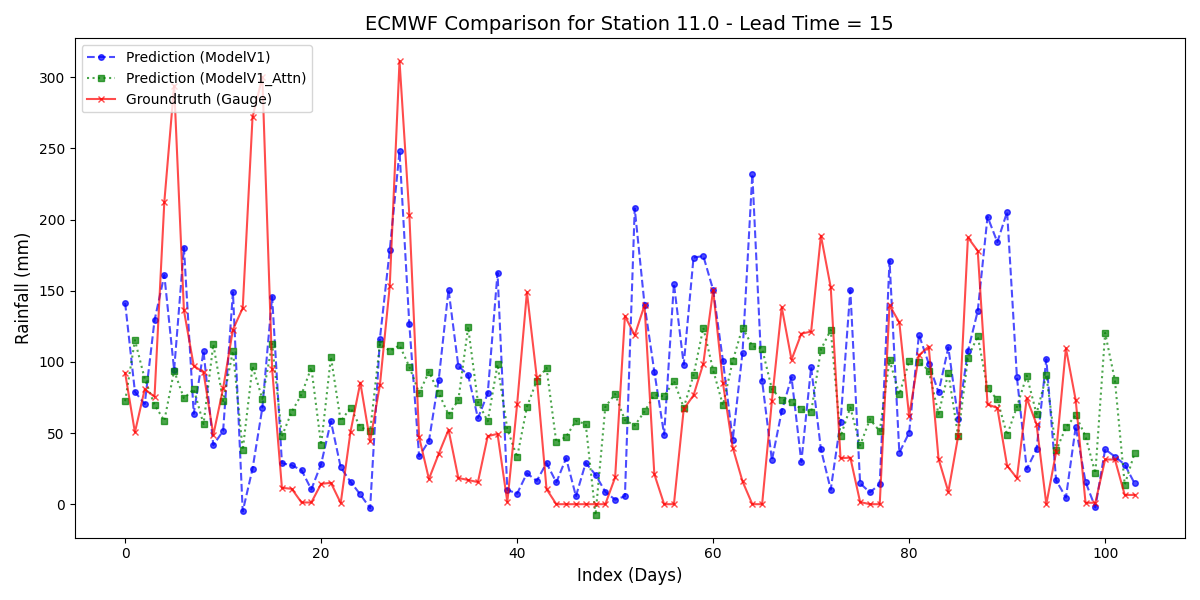 ECMWF Comparison for Station 11.0 - Lead Time = 15
Prediction (ModelV1)
Prediction (ModelV1_Attn)
Groundtruth (Gauge)
Rainfall (mm)
300
250
200
150
100
50
0
0 20 40 60 80 100
Index (Days)